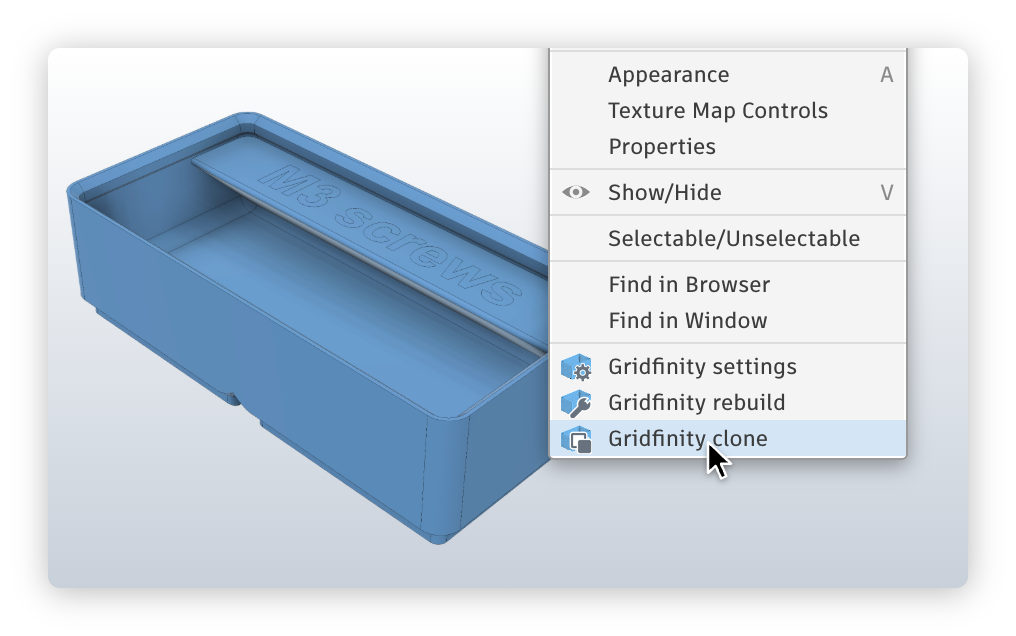 M3 screws
Appearance A
Texture Map Controls
Properties
Show/Hide V
Selectable/Unselectable
Find in Browser
Find in Window
Gridfinity settings
Gridfinity rebuild
Gridfinity clone